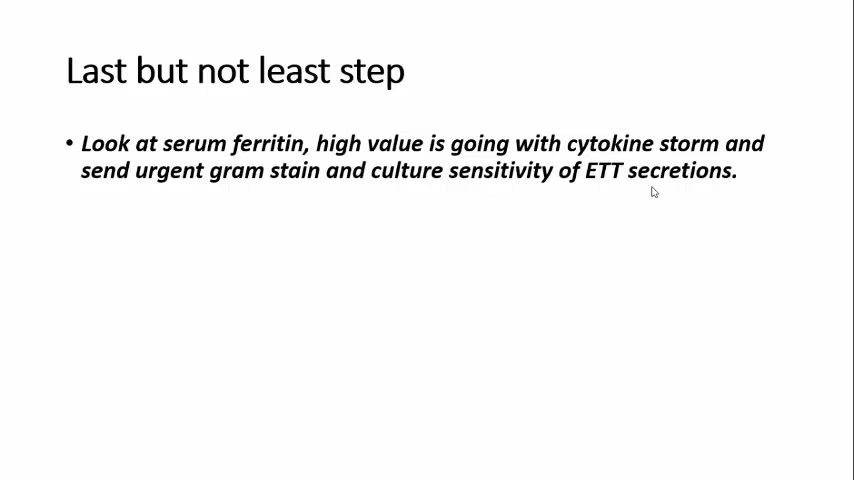 Last but not least step
• Look at serum ferritin, high value is going with cytokine storm and
send urgent gram stain and culture sensitivity of ETT secretions.